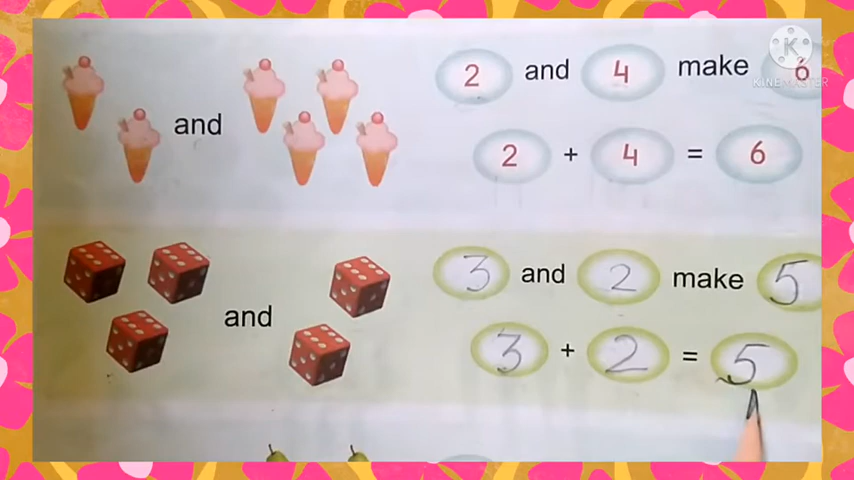 2 and 4 make 6
K
KINEMASTER
and
2 + 4 = 6
3 and 2 make 5
and
3 + 2 = 5